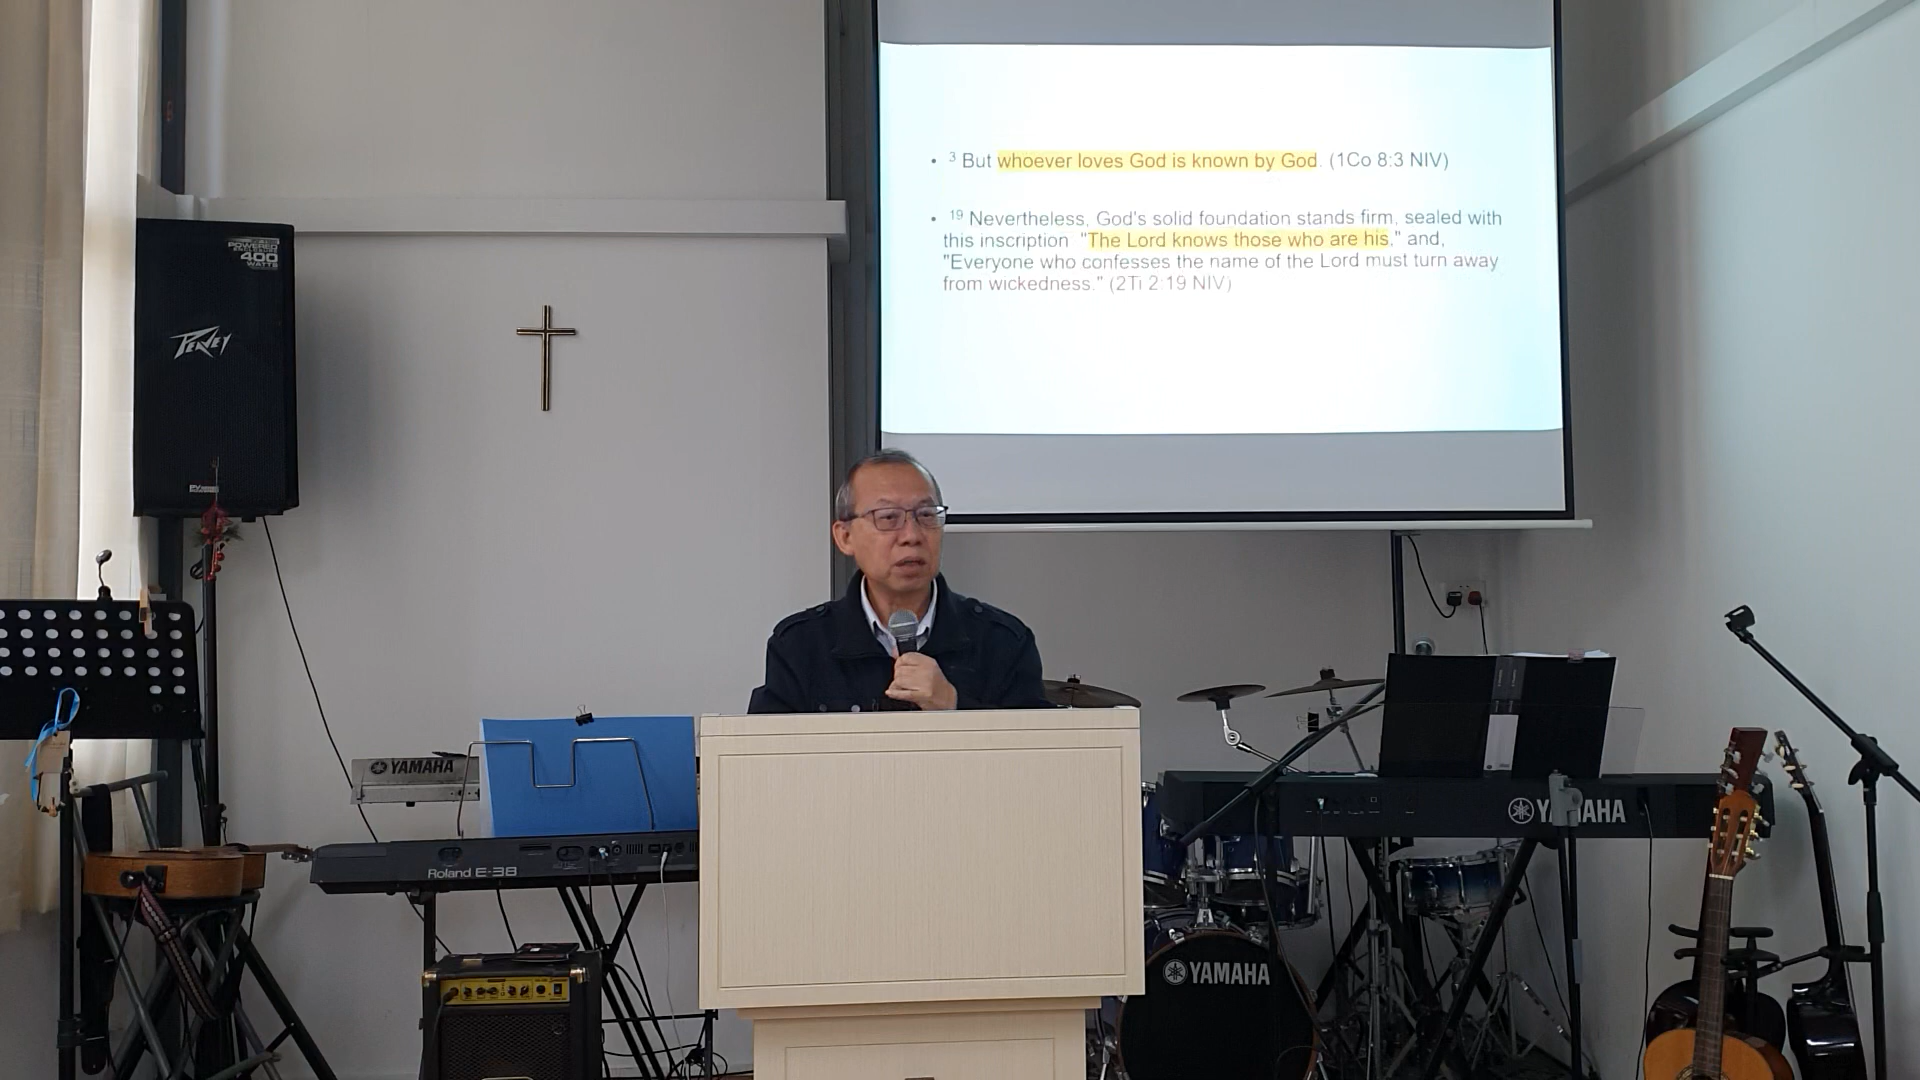 • 3 But whoever loves God is known by God. (1Co 8:3 NIV)
• 19 Nevertheless, God's solid foundation stands firm, sealed with
this inscription "The Lord knows those who are his," and,
"Everyone who confesses the name of the Lord must turn away
from wickedness." (2Ti 2:19 NIV)
POWERED
400
WATTS
PEAVEY
YAMAHA
Roland E-38
YAMAHA
YAMAHA